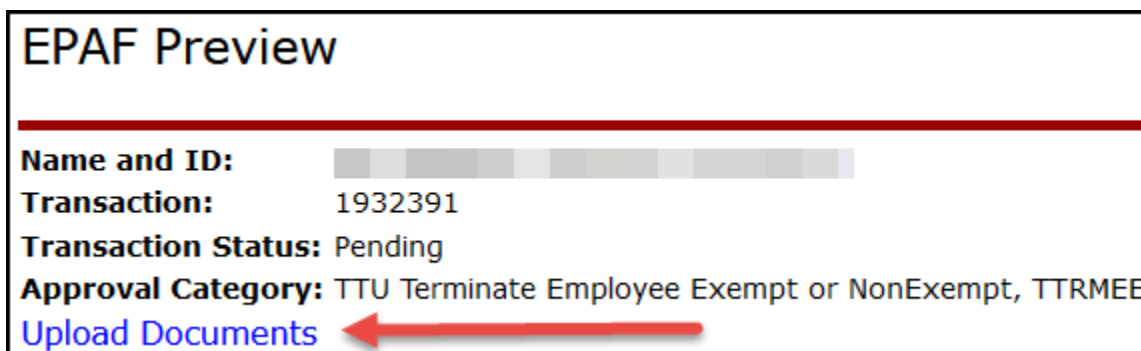 EPAF Preview
Name and ID:
Transaction: 1932391
Transaction Status: Pending
Approval Category: TTU Terminate Employee Exempt or NonExempt, TTRMEE
Upload Documents